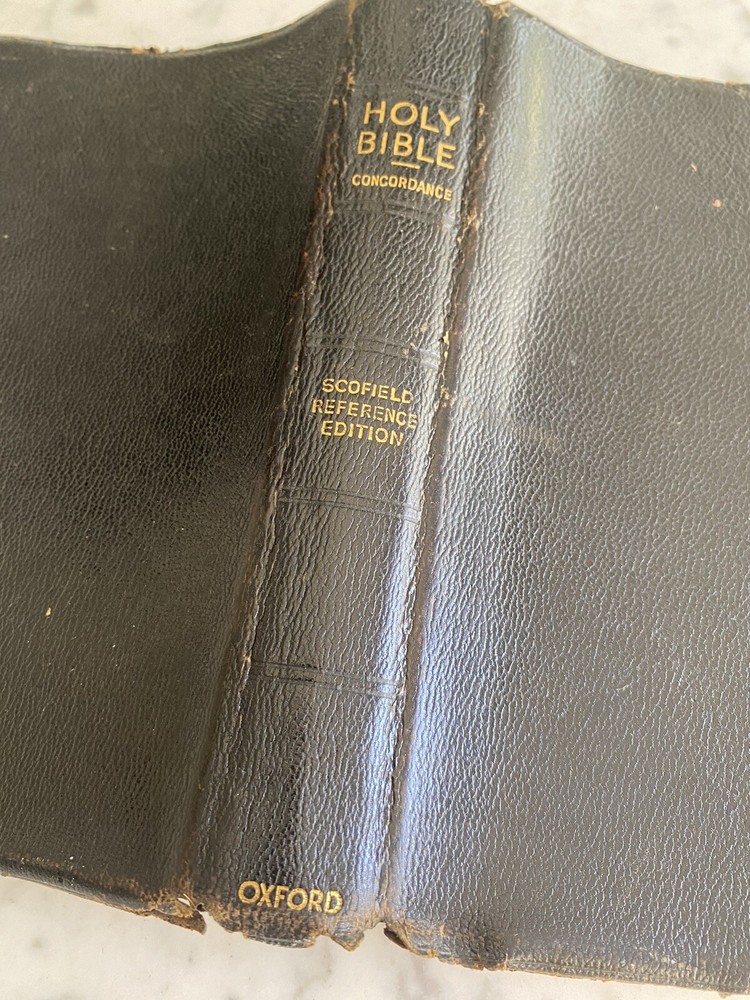 HOLY
BIBLE
CONCORDANCE
SCOFIELD
REFERENCE
EDITION
OXFORD